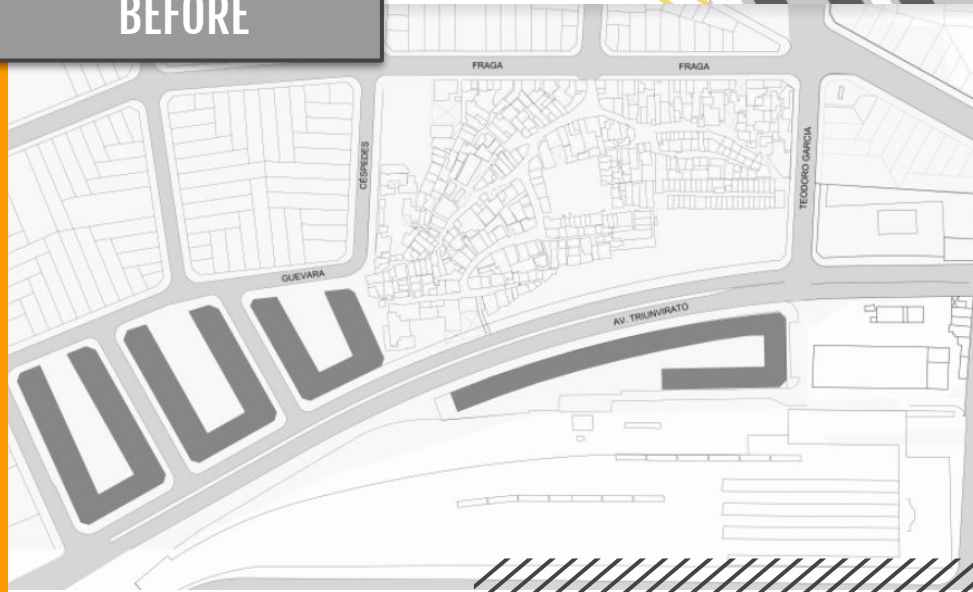 BEFORE
FRAGA
FRAGA
CÉSPEDES
TEODORO GARCIA
GUEVARA
AV. TRIUNVIRATO